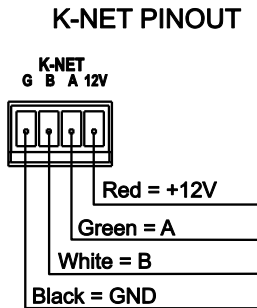 K-NET PINOUT
K-NET
G B A 12V
Red = +12V
Green = A
White = B
Black = GND